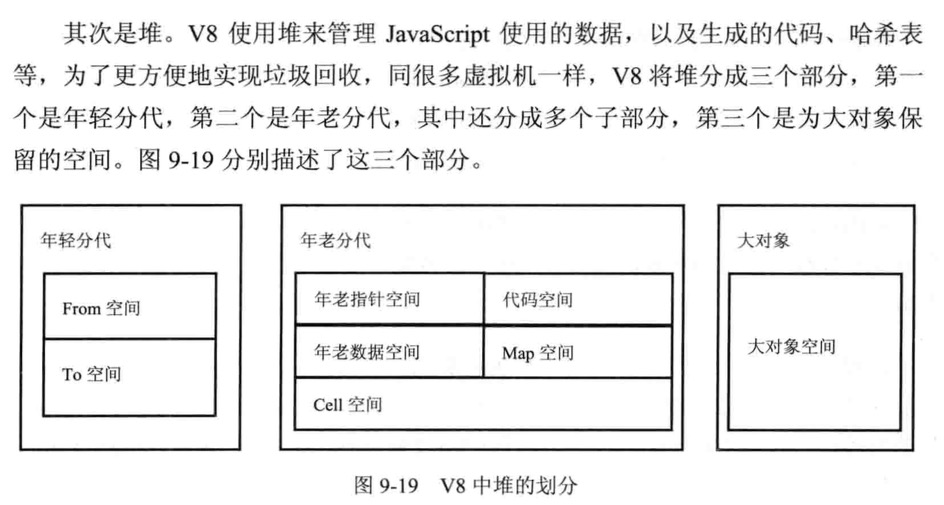 其次是堆。V8 使用堆来管理 JavaScript 使用的数据，以及生成的代码、哈希表
等，为了更方便地实现垃圾回收，同很多虚拟机一样，V8 将堆分成三个部分，第一
个是年轻分代，第二个是年老分代，其中还分成多个子部分，第三个是为大对象保
留的空间。图 9-19 分别描述了这三个部分。
年轻分代
From 空间
To 空间
年老分代
年老指针空间
代码空间
年老数据空间
Map 空间
Cell 空间
大对象
大对象空间
图 9-19 V8 中堆的划分